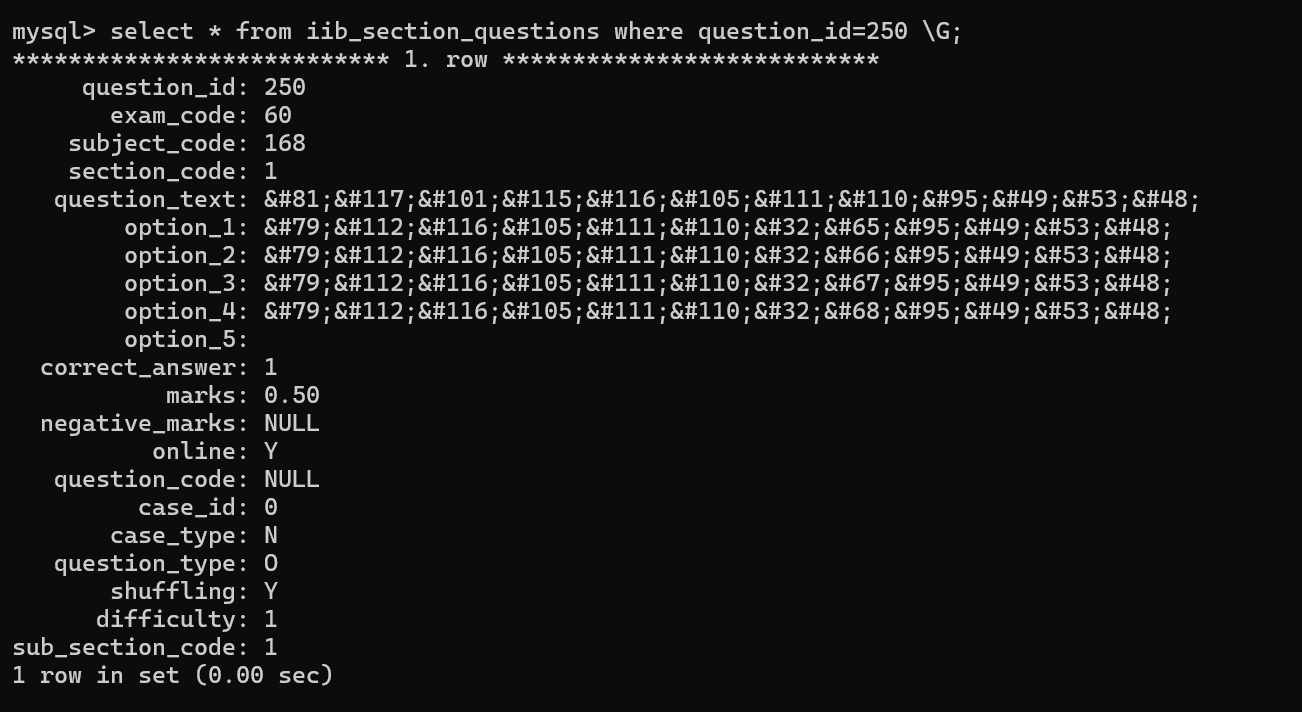 mysql> select * from iib_section_questions where question_id=250 \G;
*************************** 1. row ***************************
question_id: 250
exam_code: 60
subject_code: 168
section_code: 1
question_text: &#81;&#117;&#101;&#115;&#116;&#105;&#111;&#110;&#95;&#49;&#53;&#48;
option_1: &#79;&#112;&#116;&#105;&#111;&#110;&#32;&#65;&#95;&#49;&#53;&#48;
option_2: &#79;&#112;&#116;&#105;&#111;&#110;&#32;&#66;&#95;&#49;&#53;&#48;
option_3: &#79;&#112;&#116;&#105;&#111;&#110;&#32;&#67;&#95;&#49;&#53;&#48;
option_4: &#79;&#112;&#116;&#105;&#111;&#110;&#32;&#68;&#95;&#49;&#53;&#48;
option_5:
correct_answer: 1
marks: 0.50
negative_marks: NULL
online: Y
question_code: NULL
case_id: 0
case_type: N
question_type: O
shuffling: Y
difficulty: 1
sub_section_code: 1
1 row in set (0.00 sec)